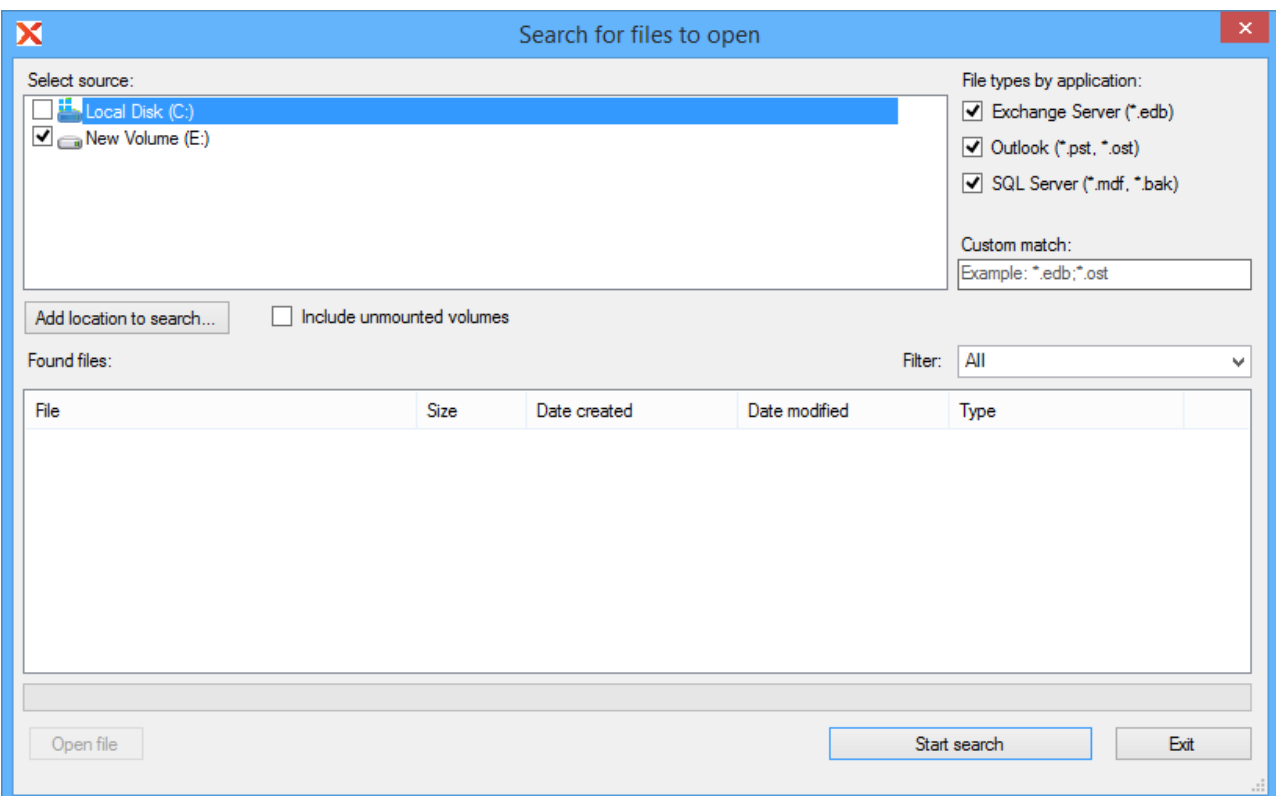 Search for files to open
Select source:
Local Disk (C:)
New Volume (E:)
File types by application:
Exchange Server (*.edb)
Outlook (*.pst, *.ost)
SQL Server (*.mdf, *.bak)
Custom match:
Example: *.edb;*.ost
Add location to search...
Include unmounted volumes
Found files:
Filter: All
File Size Date created Date modified Type
Open file Start search Exit